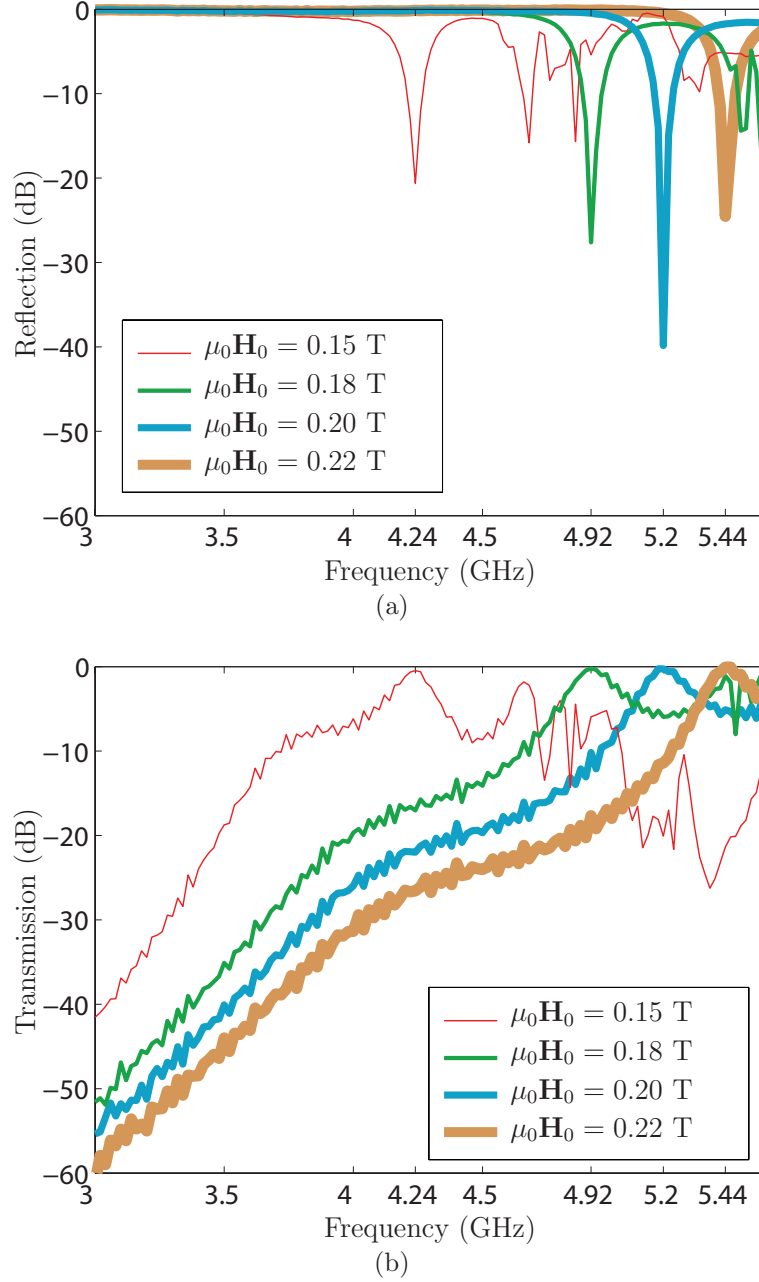 0
−10
−20
−30
−40
−50
−60
Reflection (dB)
μ₀H₀ = 0.15 T
μ₀H₀ = 0.18 T
μ₀H₀ = 0.20 T
μ₀H₀ = 0.22 T
3 3.5 4 4.24 4.5 4.92 5.2 5.44
Frequency (GHz)
(a)
0
−10
−20
−30
−40
−50
−60
Transmission (dB)
μ₀H₀ = 0.15 T
μ₀H₀ = 0.18 T
μ₀H₀ = 0.20 T
μ₀H₀ = 0.22 T
3 3.5 4 4.24 4.5 4.92 5.2 5.44
Frequency (GHz)
(b)